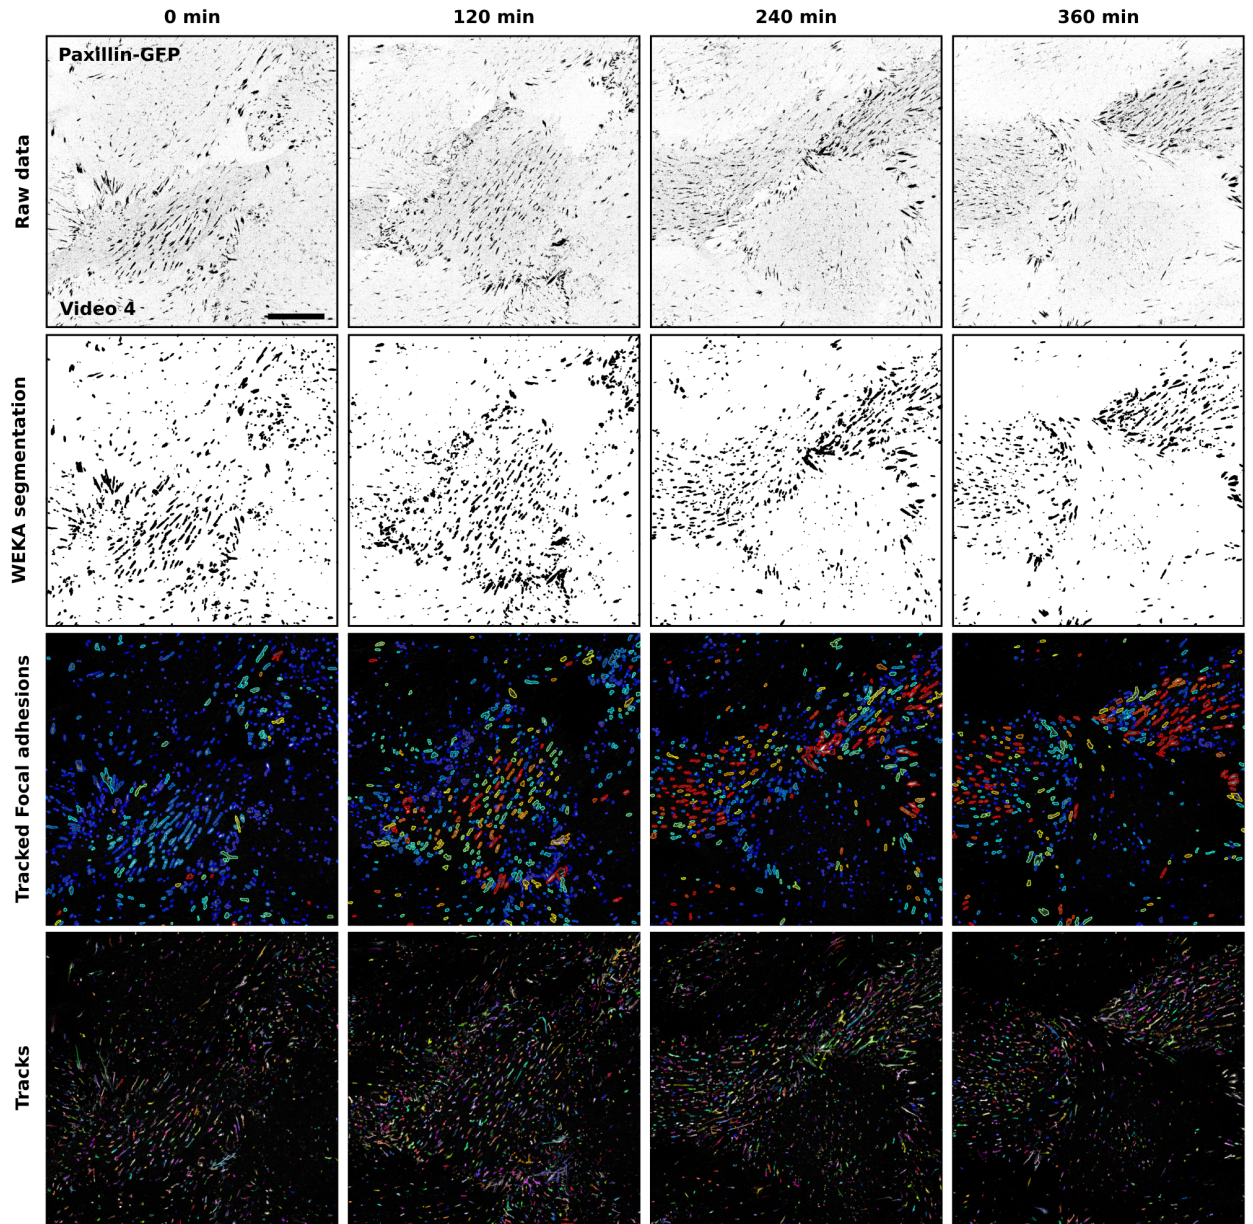 0 min
120 min
240 min
360 min
Raw data
PaxIllin-GFP
Video 4
WEKA segmentation
Tracked Focal adhesions
Tracks